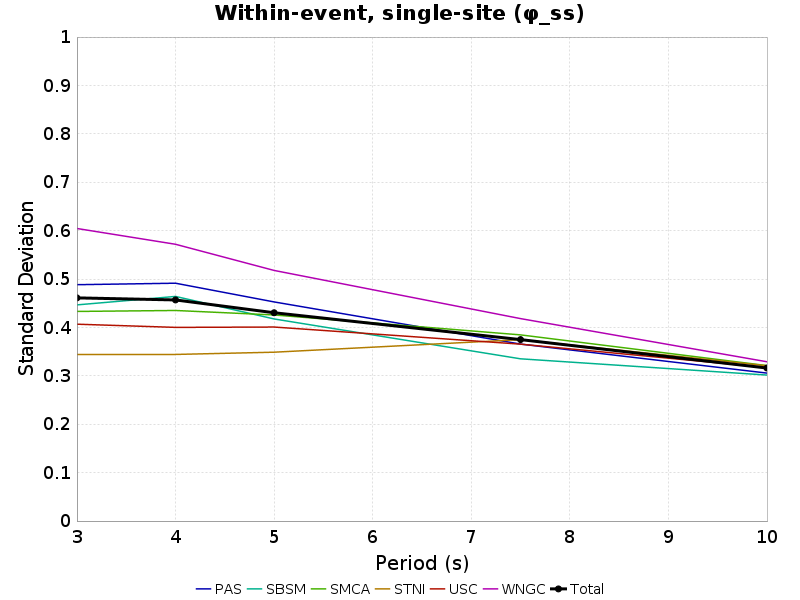 Within-event, single-site (φ_ss)
1
0.9
0.8
0.7
0.6
0.5
0.4
0.3
0.2
0.1
0
Standard Deviation
3 4 5 6 7 8 9 10
Period (s)
PAS SBSM SMCA STNI USC WNGC Total